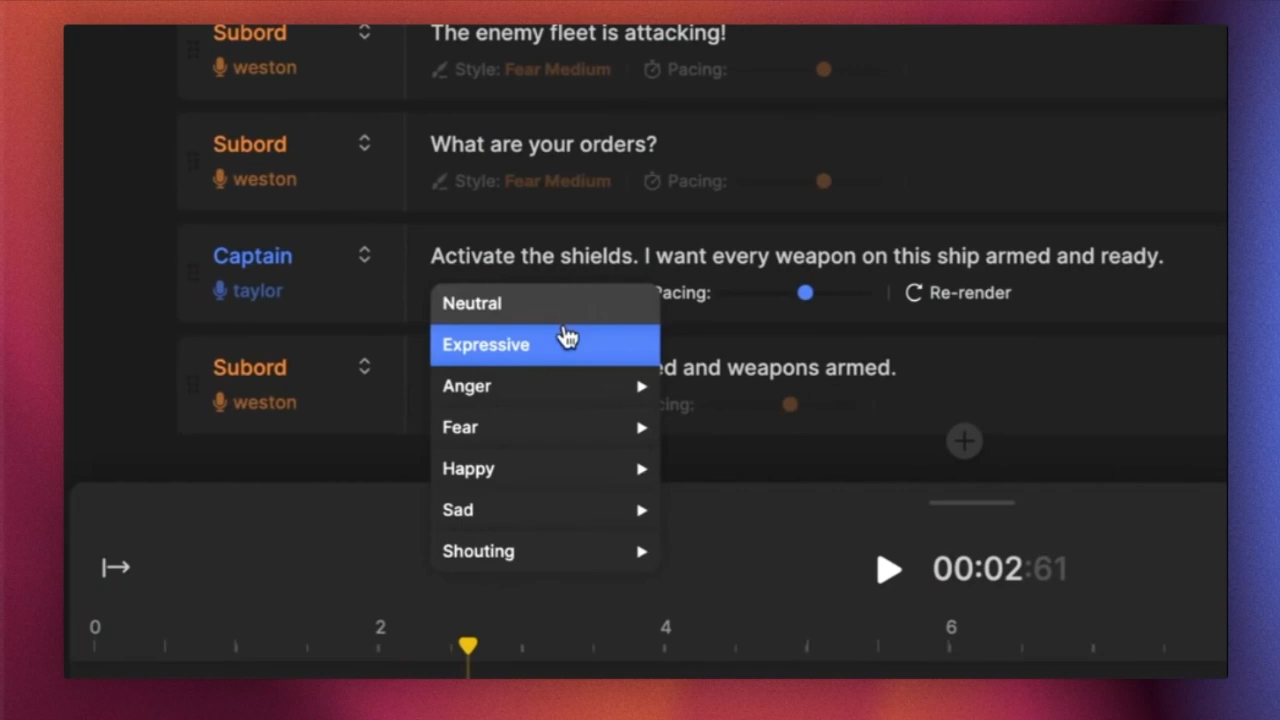 Subord
The enemy fleet is attacking!
weston
Style: Fear Medium
Pacing:
Subord
What are your orders?
weston
Style: Fear Medium
Pacing:
Captain
Activate the shields. I want every weapon on this ship armed and ready.
taylor
Pacing:
Re-render
Neutral
Expressive
Subord
ed and weapons armed.
weston
cing:
Anger
Fear
Happy
Sad
Shouting
00:02:61
0 2 4 6